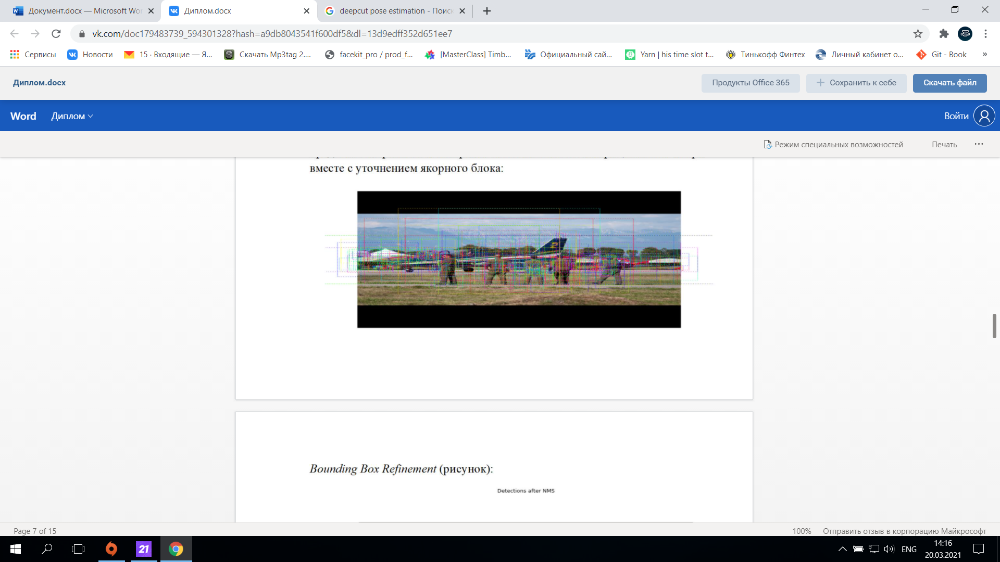 Документ.docx — Microsoft Wor
Диплом.docx
deepcut pose estimation - Поиск
vk.com/doc179483739_594301328?hash=a9db8043541f600df5&dl=13d9edff352d651ee7
Сервисы
Новости
15 · Входящие — Я...
Скачать Mp3tag 2....
facekit_pro / prod_f...
[MasterClass] Timb...
Официальный сай...
Yarn | his time slot t...
Тинькофф Финтех
Личный кабинет о...
Git - Book
»
Диплом.docx
Продукты Office 365
Сохранить к себе
Скачать файл
Word
Диплом
Войти
Режим специальных возможностей
Печать
вместе с уточнением якорного блока:
Bounding Box Refinement (рисунок):
Detections after NMS
Page 7 of 15
100%
Отправить отзыв в корпорацию Майкрософт
21
ENG
14:16
20.03.2021